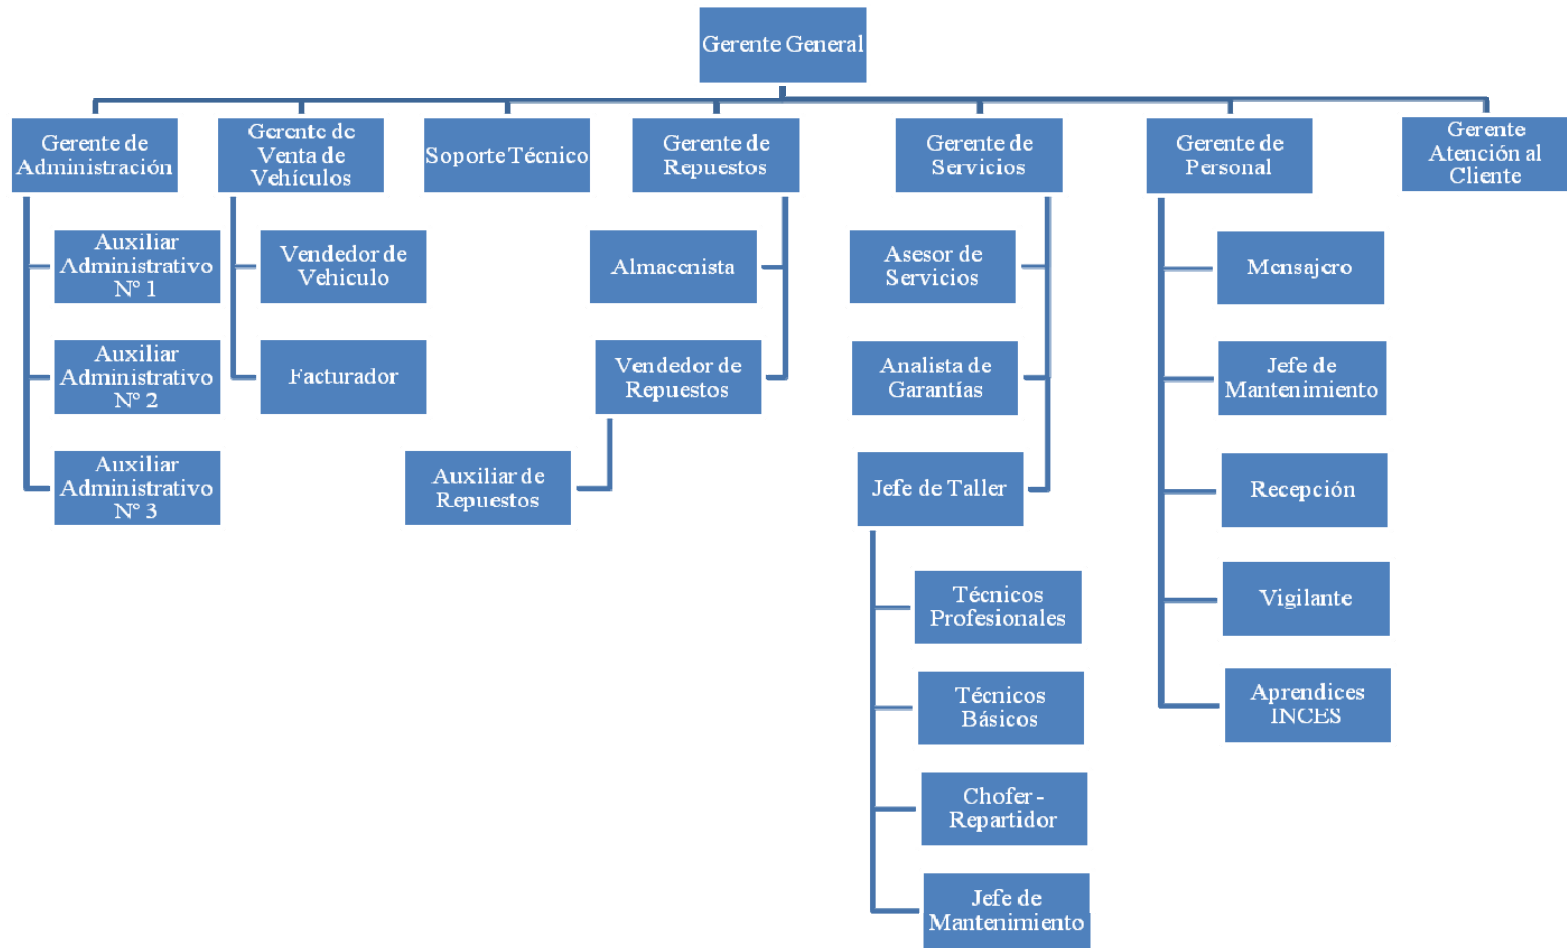 Gerente General
Gerente de
Administración
Gerente de
Venta de
Vehículos
Soporte Técnico
Gerente de
Repuestos
Gerente de
Servicios
Gerente de
Personal
Gerente
Atención al
Cliente
Auxiliar
Administrativo
Nº 1
Auxiliar
Administrativo
Nº 2
Auxiliar
Administrativo
Nº 3
Vendedor de
Vehiculo
Facturador
Almacenista
Vendedor de
Repuestos
Auxiliar de
Repuestos
Asesor de
Servicios
Analista de
Garantías
Jefe de Taller
Técnicos
Profesionales
Técnicos
Básicos
Chofer -
Repartidor
Jefe de
Mantenimiento
Mensajero
Jefe de
Mantenimiento
Recepción
Vigilante
Aprendices
INCES